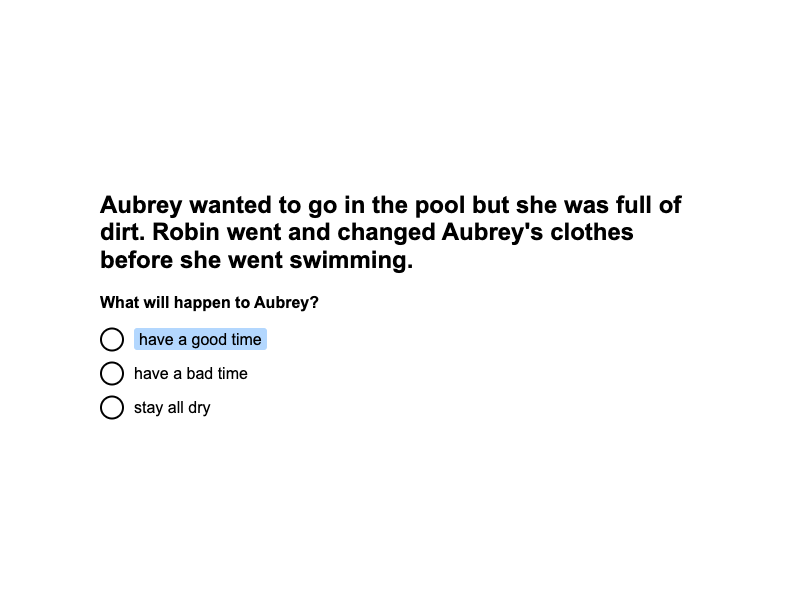 Aubrey wanted to go in the pool but she was full of
dirt. Robin went and changed Aubrey's clothes
before she went swimming.
What will happen to Aubrey?
have a good time
have a bad time
stay all dry